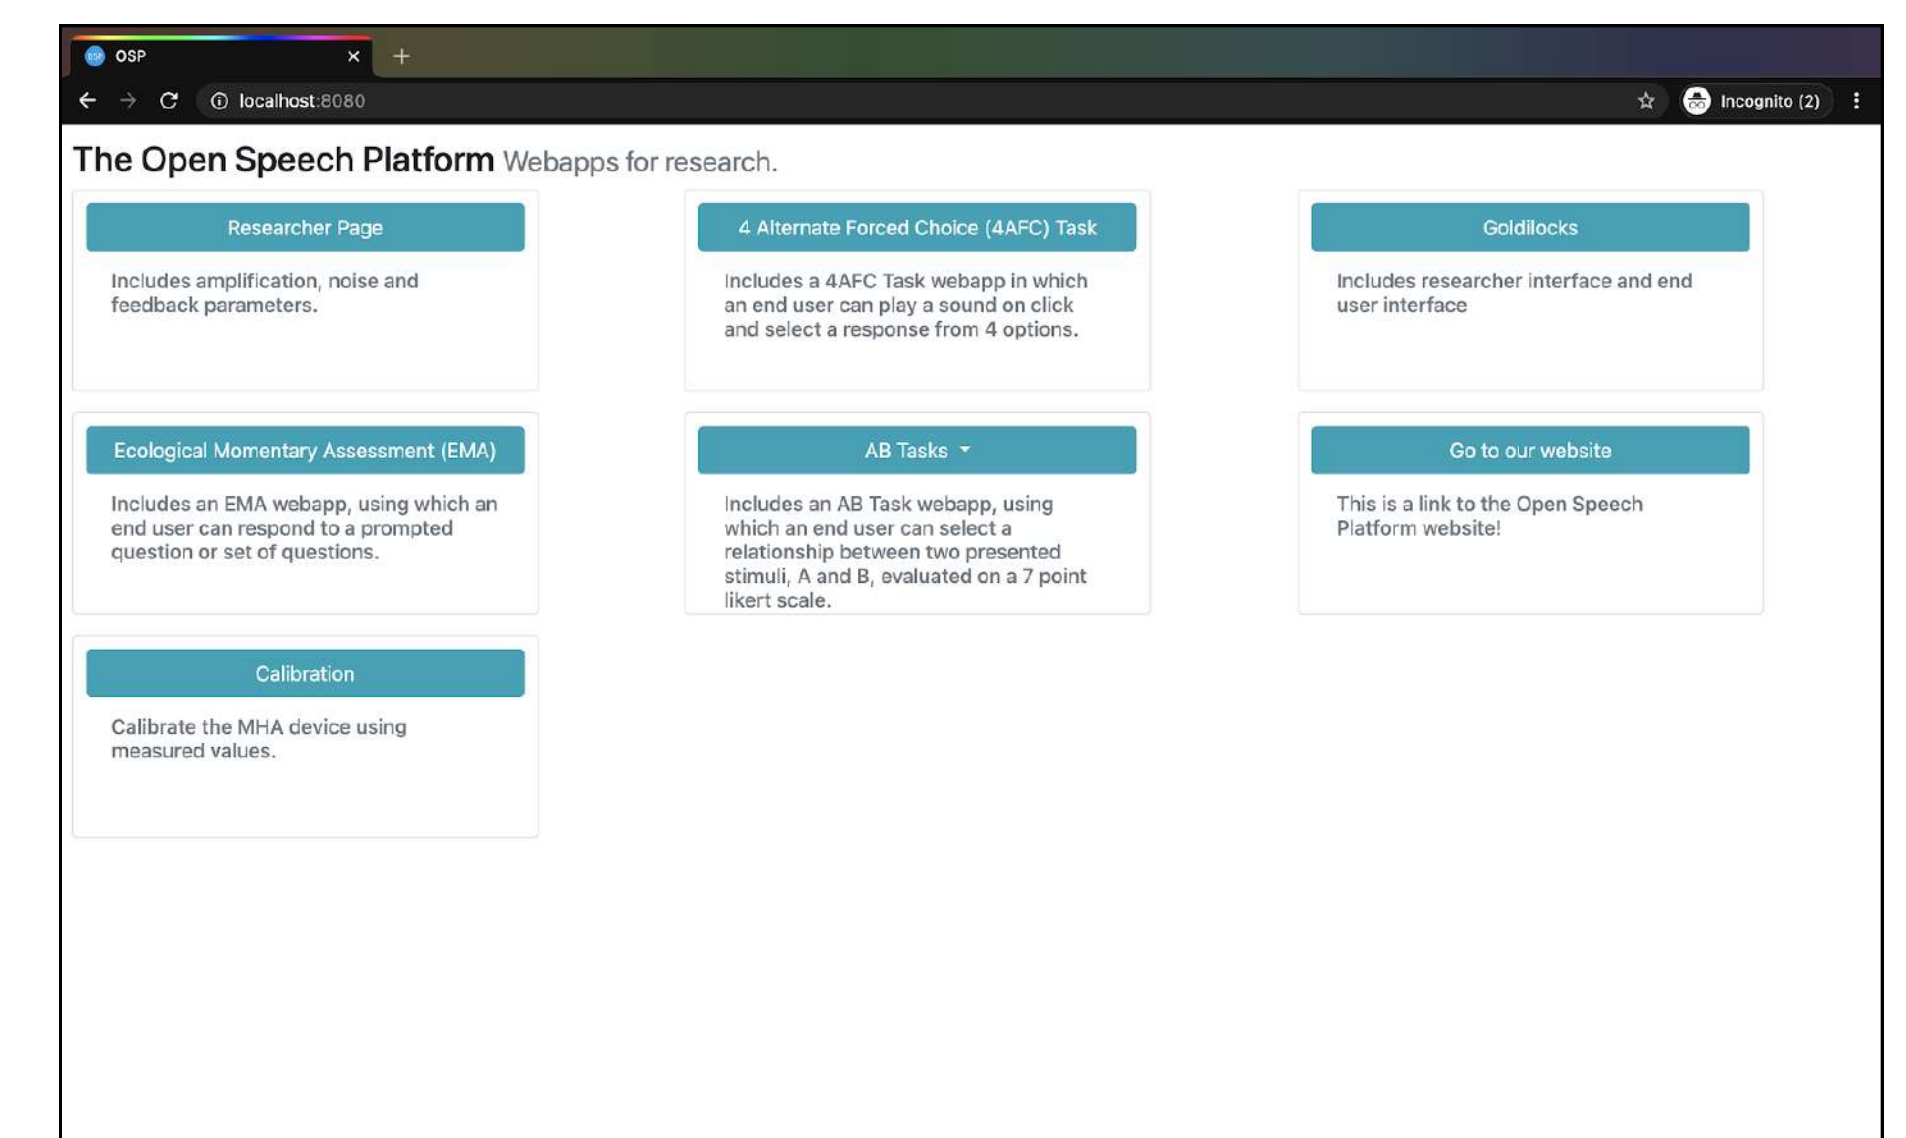 OSP
localhost:8080
Incognito (2)
The Open Speech Platform Webapps for research.
Researcher Page
Includes amplification, noise and
feedback parameters.
4 Alternate Forced Choice (4AFC) Task
Includes a 4AFC Task webapp in which
an end user can play a sound on click
and select a response from 4 options.
Goldilocks
Includes researcher interface and end
user interface
Ecological Momentary Assessment (EMA)
Includes an EMA webapp, using which an
end user can respond to a prompted
question or set of questions.
AB Tasks
Includes an AB Task webapp, using
which an end user can select a
relationship between two presented
stimuli, A and B, evaluated on a 7 point
likert scale.
Go to our website
This is a link to the Open Speech
Platform website!
Calibration
Calibrate the MHA device using
measured values.